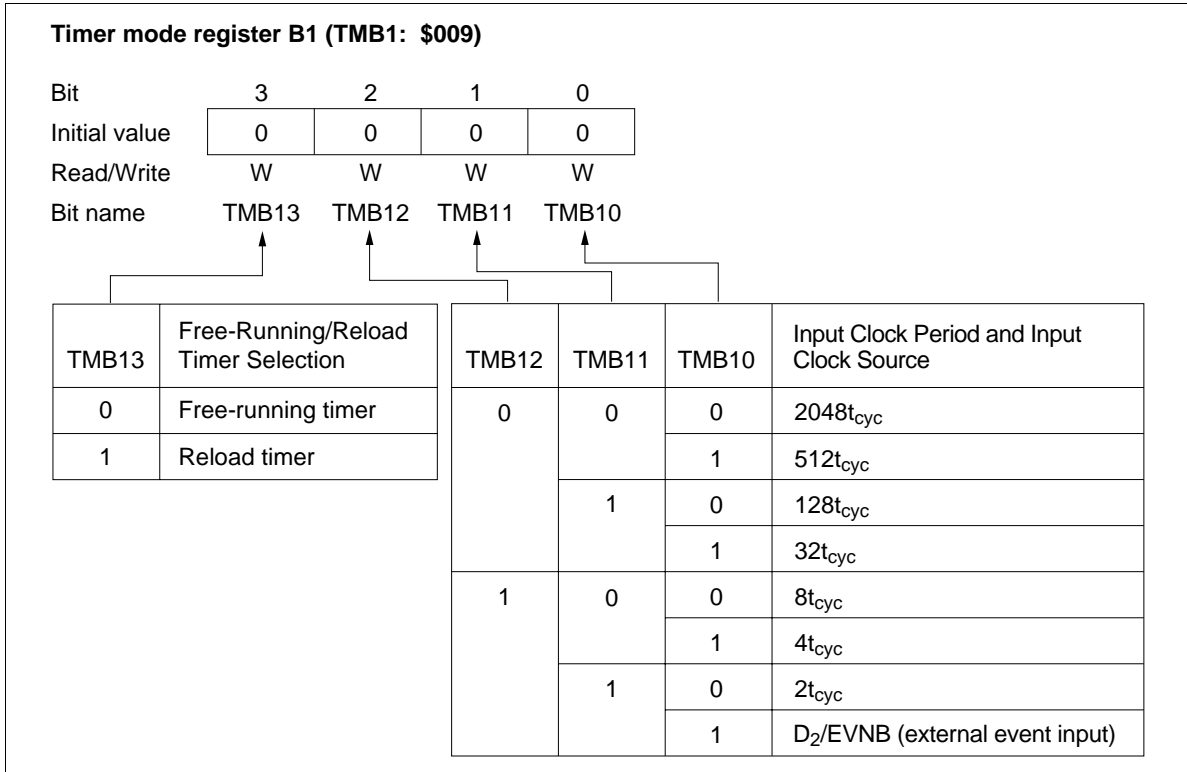 Timer mode register B1 (TMB1: $009)
Bit 3 2 1 0
Initial value 0 0 0 0
Read/Write W W W W
Bit name TMB13 TMB12 TMB11 TMB10
TMB13 Free-Running/Reload Timer Selection
0 Free-running timer
1 Reload timer
TMB12 TMB11 TMB10 Input Clock Period and Input Clock Source
0 0 0 2048tcyc
1 512tcyc
1 0 128tcyc
1 32tcyc
1 0 0 8tcyc
1 4tcyc
1 0 2tcyc
1 D2/EVNB (external event input)